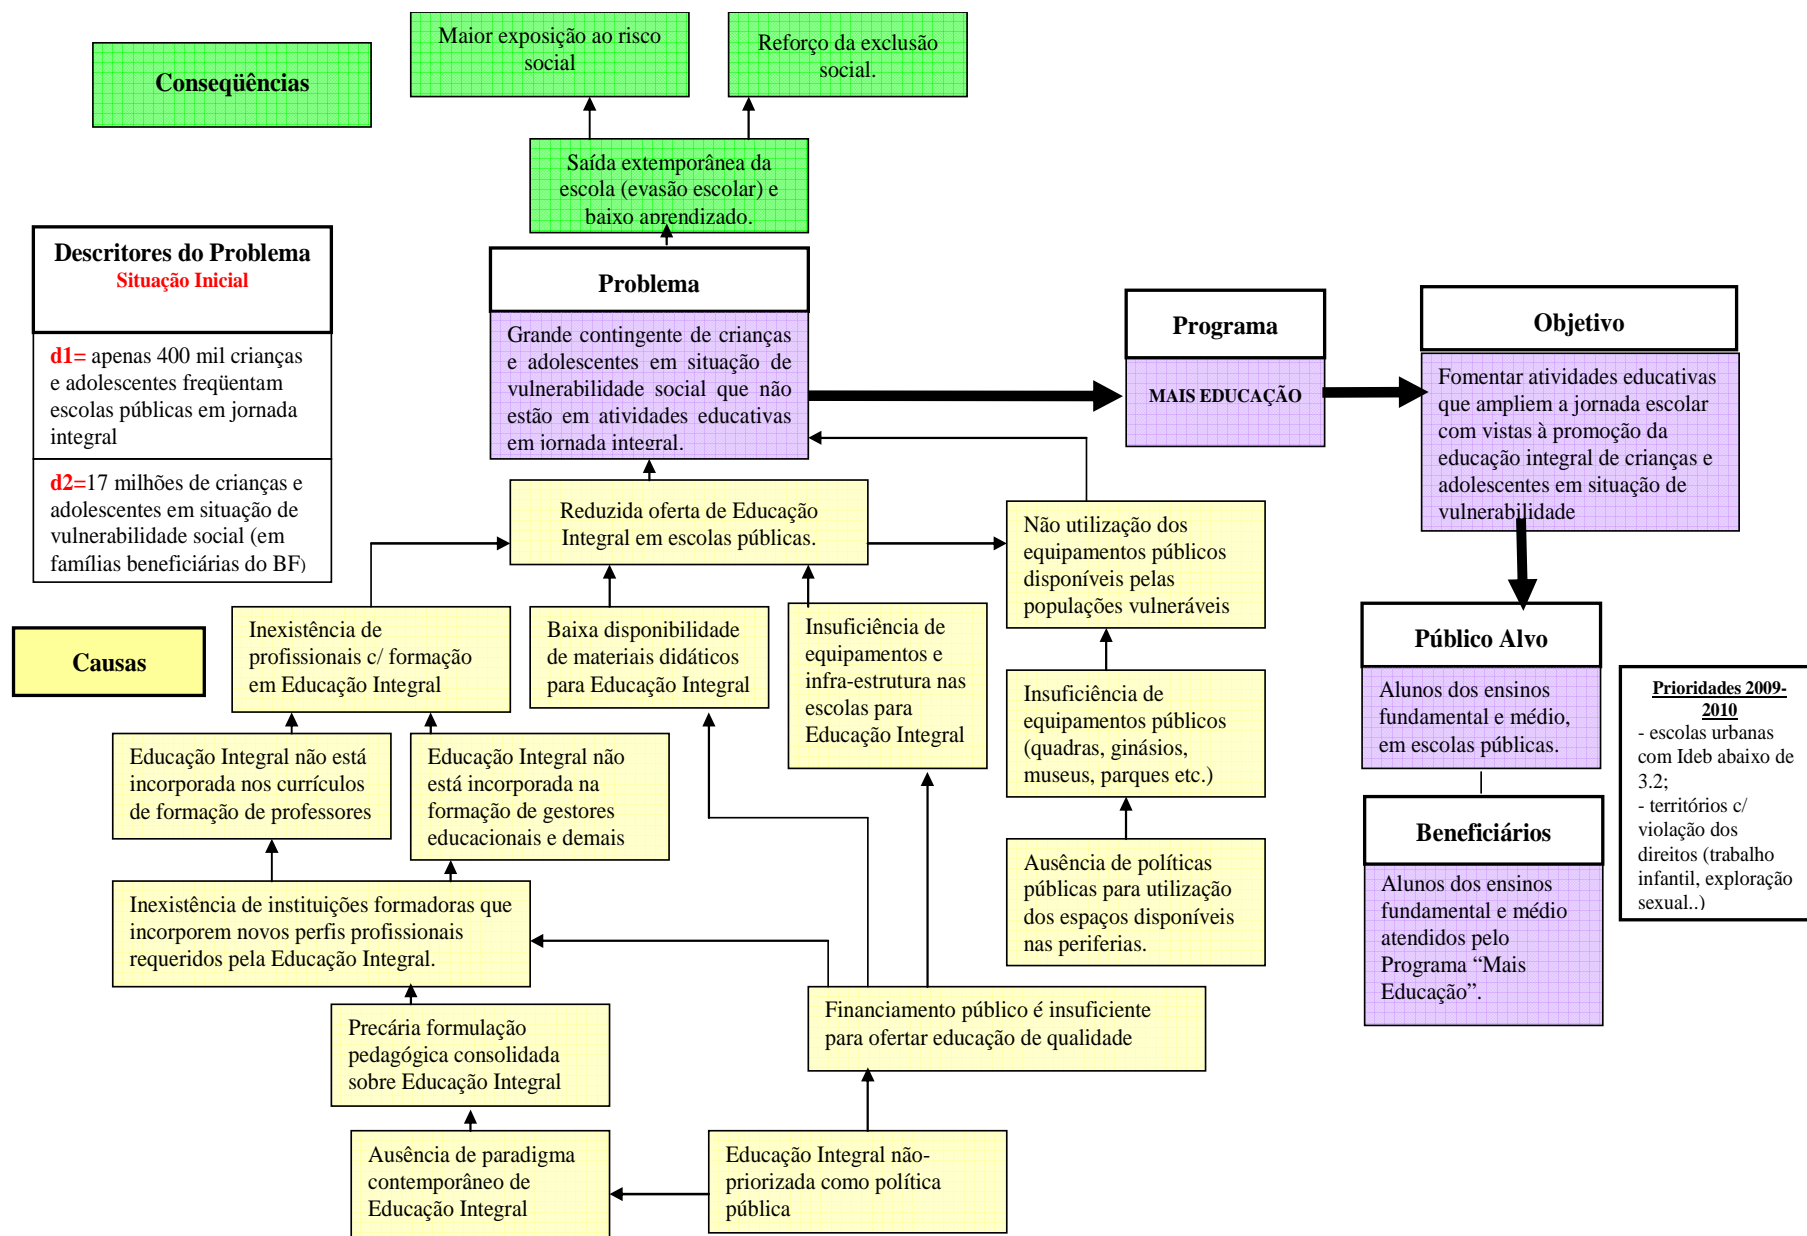 Maior exposição ao risco
social
Reforço da exclusão
social.
Conseqüências
Saída extemporânea da
escola (evasão escolar) e
baixo aprendizado.
Descritores do Problema
Situação Inicial
d1= apenas 400 mil crianças
e adolescentes freqüentam
escolas públicas em jornada
integral
d2=17 milhões de crianças e
adolescentes em situação de
vulnerabilidade social (em
famílias beneficiárias do BF)
Problema
Grande contingente de crianças
e adolescentes em situação de
vulnerabilidade social que não
estão em atividades educativas
em jornada integral.
Programa
MAIS EDUCAÇÃO
Objetivo
Fomentar atividades educativas
que ampliem a jornada escolar
com vistas à promoção da
educação integral de crianças e
adolescentes em situação de
vulnerabilidade
Reduzida oferta de Educação
Integral em escolas públicas.
Não utilização dos
equipamentos públicos
disponíveis pelas
populações vulneráveis
Causas
Inexistência de
profissionais c/ formação
em Educação Integral
Baixa disponibilidade
de materiais didáticos
para Educação Integral
Insuficiência de
equipamentos e
infra-estrutura nas
escolas para
Educação Integral
Insuficiência de
equipamentos públicos
(quadras, ginásios,
museus, parques etc.)
Público Alvo
Alunos dos ensinos
fundamental e médio,
em escolas públicas.
Prioridades 2009-
2010
- escolas urbanas
com Ideb abaixo de
3.2;
- territórios c/
violação dos
direitos (trabalho
infantil, exploração
sexual..)
Educação Integral não está
incorporada nos currículos
de formação de professores
Educação Integral não
está incorporada na
formação de gestores
educacionais e demais
Beneficiários
Alunos dos ensinos
fundamental e médio
atendidos pelo
Programa “Mais
Educação”.
Ausência de políticas
públicas para utilização
dos espaços disponíveis
nas periferias.
Inexistência de instituições formadoras que
incorporem novos perfis profissionais
requeridos pela Educação Integral.
Precária formulação
pedagógica consolidada
sobre Educação Integral
Financiamento público é insuficiente
para ofertar educação de qualidade
Ausência de paradigma
contemporâneo de
Educação Integral
Educação Integral não-
priorizada como política
pública